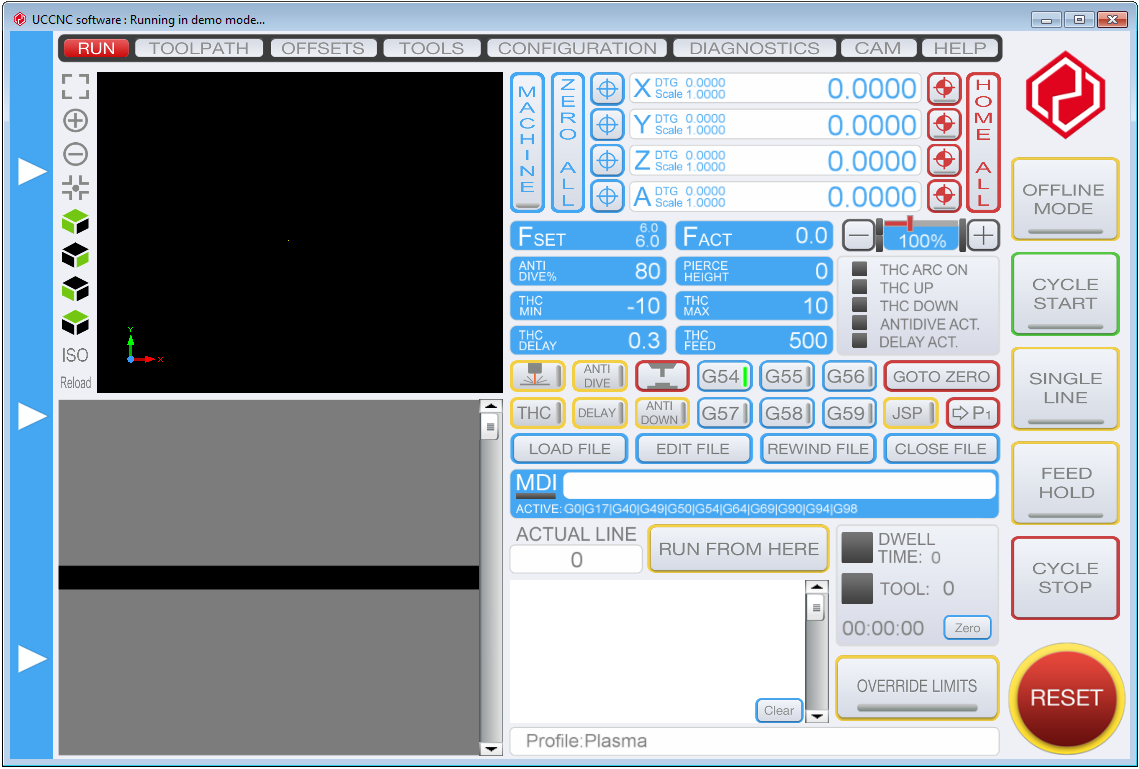 UCCNC software : Running in demo mode...
RUN
TOOLPATH
OFFSETS
TOOLS
CONFIGURATION
DIAGNOSTICS
CAM
HELP
MACHINE
ZERO ALL
X DTG 0.0000 Scale 1.0000 0.0000
Y DTG 0.0000 Scale 1.0000 0.0000
Z DTG 0.0000 Scale 1.0000 0.0000
A DTG 0.0000 Scale 1.0000 0.0000
HOME ALL
FSET 6.0 6.0
FACT 0.0
100%
ANTI DIVE% 80
PIERCE HEIGHT 0
THC MIN -10
THC MAX 10
THC DELAY 0.3
THC FEED 500
THC ARC ON
THC UP
THC DOWN
ANTIDIVE ACT.
DELAY ACT.
Y
X
ISO
Reload
ANTI DIVE
G54
G55
G56
GOTO ZERO
THC
DELAY
ANTI DOWN
G57
G58
G59
JSP
P1
LOAD FILE
EDIT FILE
REWIND FILE
CLOSE FILE
MDI
ACTIVE: G0|G17|G40|G49|G50|G54|G64|G69|G90|G94|G98
ACTUAL LINE
0
RUN FROM HERE
DWELL
TIME: 0
TOOL: 0
00:00:00
Zero
Clear
OVERRIDE LIMITS
Profile:Plasma
OFFLINE
MODE
CYCLE
START
SINGLE
LINE
FEED
HOLD
CYCLE
STOP
RESET